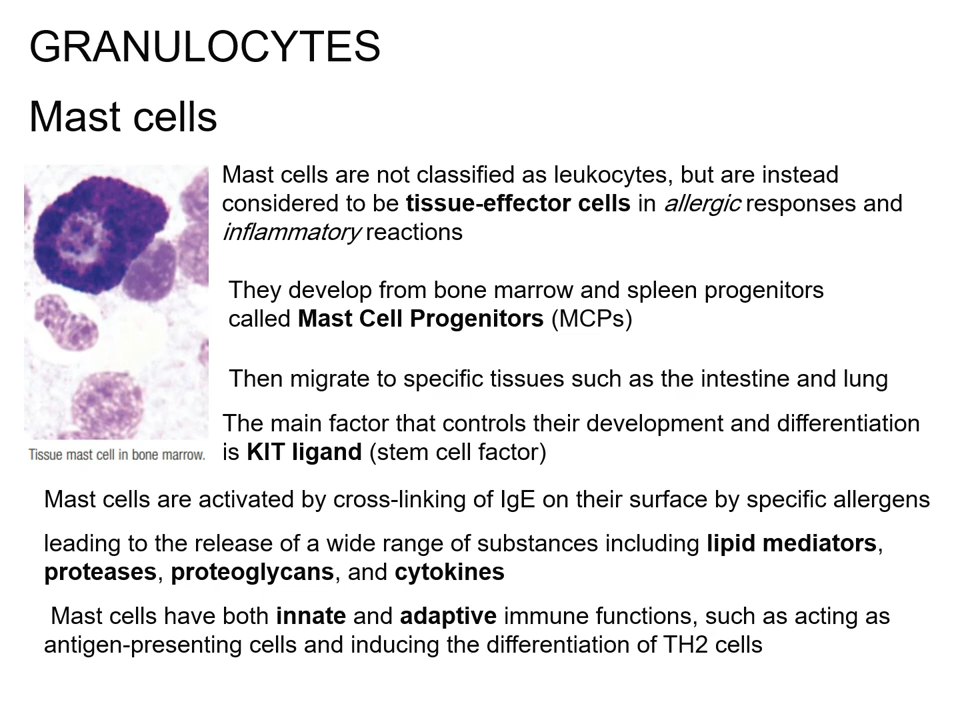 GRANULOCYTES
Mast cells
Mast cells are not classified as leukocytes, but are instead
considered to be tissue-effector cells in allergic responses and
inflammatory reactions
They develop from bone marrow and spleen progenitors
called Mast Cell Progenitors (MCPs)
Then migrate to specific tissues such as the intestine and lung
The main factor that controls their development and differentiation
is KIT ligand (stem cell factor)
Tissue mast cell in bone marrow.
Mast cells are activated by cross-linking of IgE on their surface by specific allergens
leading to the release of a wide range of substances including lipid mediators,
proteases, proteoglycans, and cytokines
Mast cells have both innate and adaptive immune functions, such as acting as
antigen-presenting cells and inducing the differentiation of TH2 cells